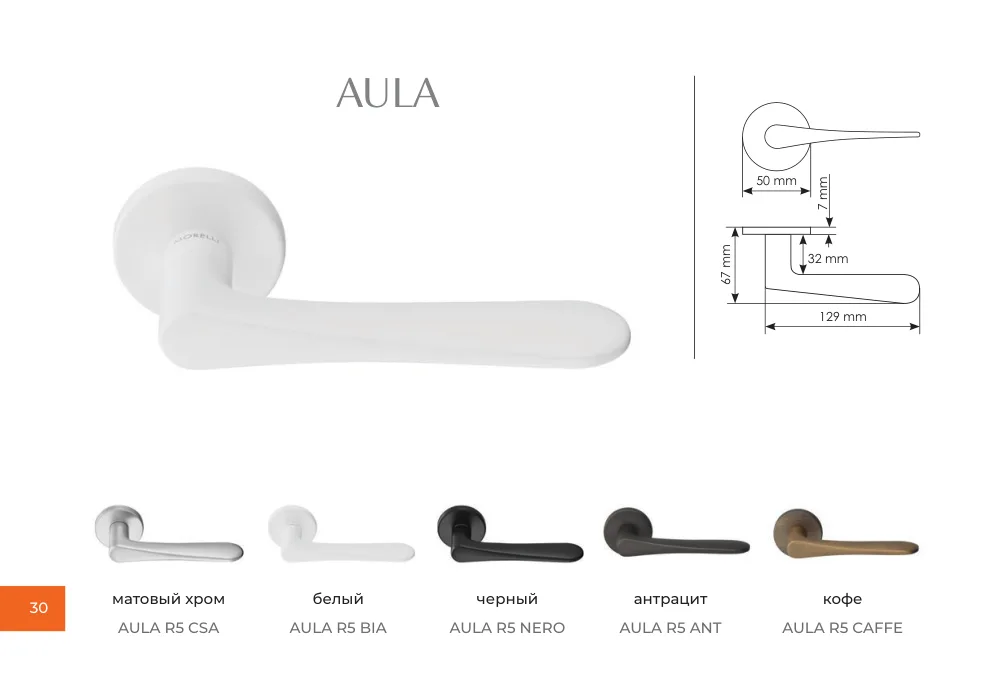 AULA
MORELLI
50 mm
7 mm
67 mm
32 mm
129 mm
30
матовый хром
белый
черный
антрацит
кофе
AULA R5 CSA
AULA R5 BIA
AULA R5 NERO
AULA R5 ANT
AULA R5 CAFFE